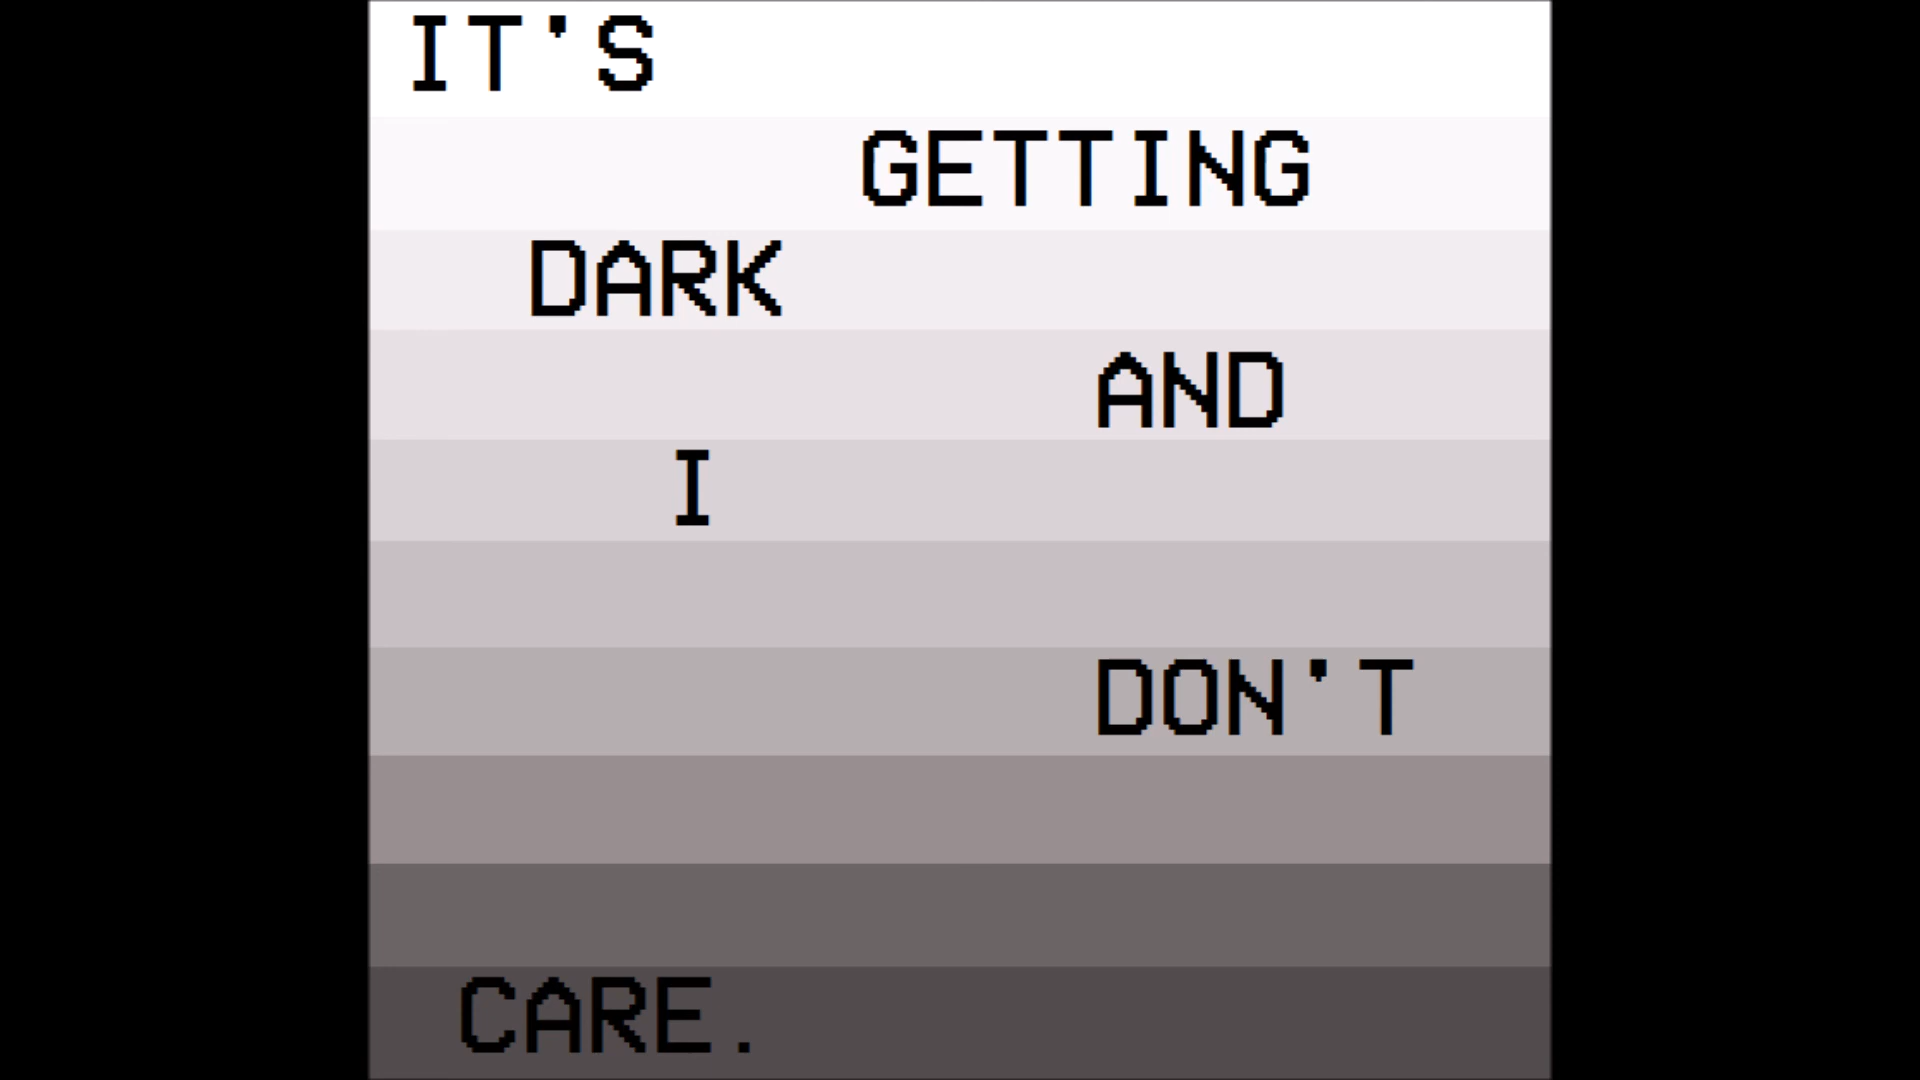 IT'S
GETTING
DARK
AND
I
DON'T
CARE.